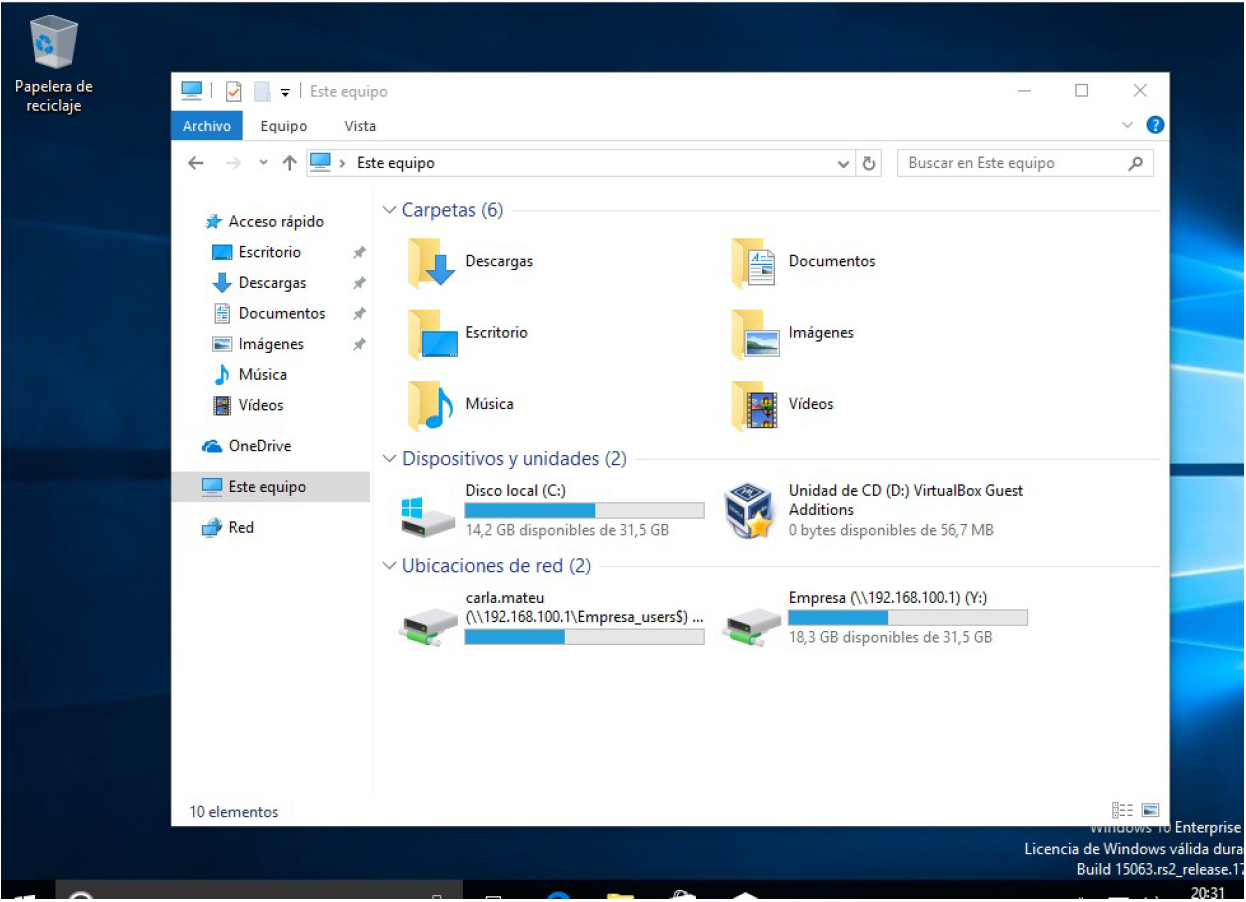 Papelera de
reciclaje
Este equipo
Archivo Equipo Vista
Este equipo
Buscar en Este equipo
Acceso rápido
Escritorio
Descargas
Documentos
Imágenes
Música
Vídeos
OneDrive
Este equipo
Red
Carpetas (6)
Descargas
Documentos
Escritorio
Imágenes
Música
Vídeos
Dispositivos y unidades (2)
Disco local (C:)
14,2 GB disponibles de 31,5 GB
Unidad de CD (D:) VirtualBox Guest
Additions
0 bytes disponibles de 56,7 MB
Ubicaciones de red (2)
carla.mateu
(\\192.168.100.1\Empresa_users$) ...
Empresa (\\192.168.100.1) (Y:)
18,3 GB disponibles de 31,5 GB
10 elementos
Windows 10 Enterprise
Licencia de Windows válida dura
Build 15063.rs2_release.17
20:31